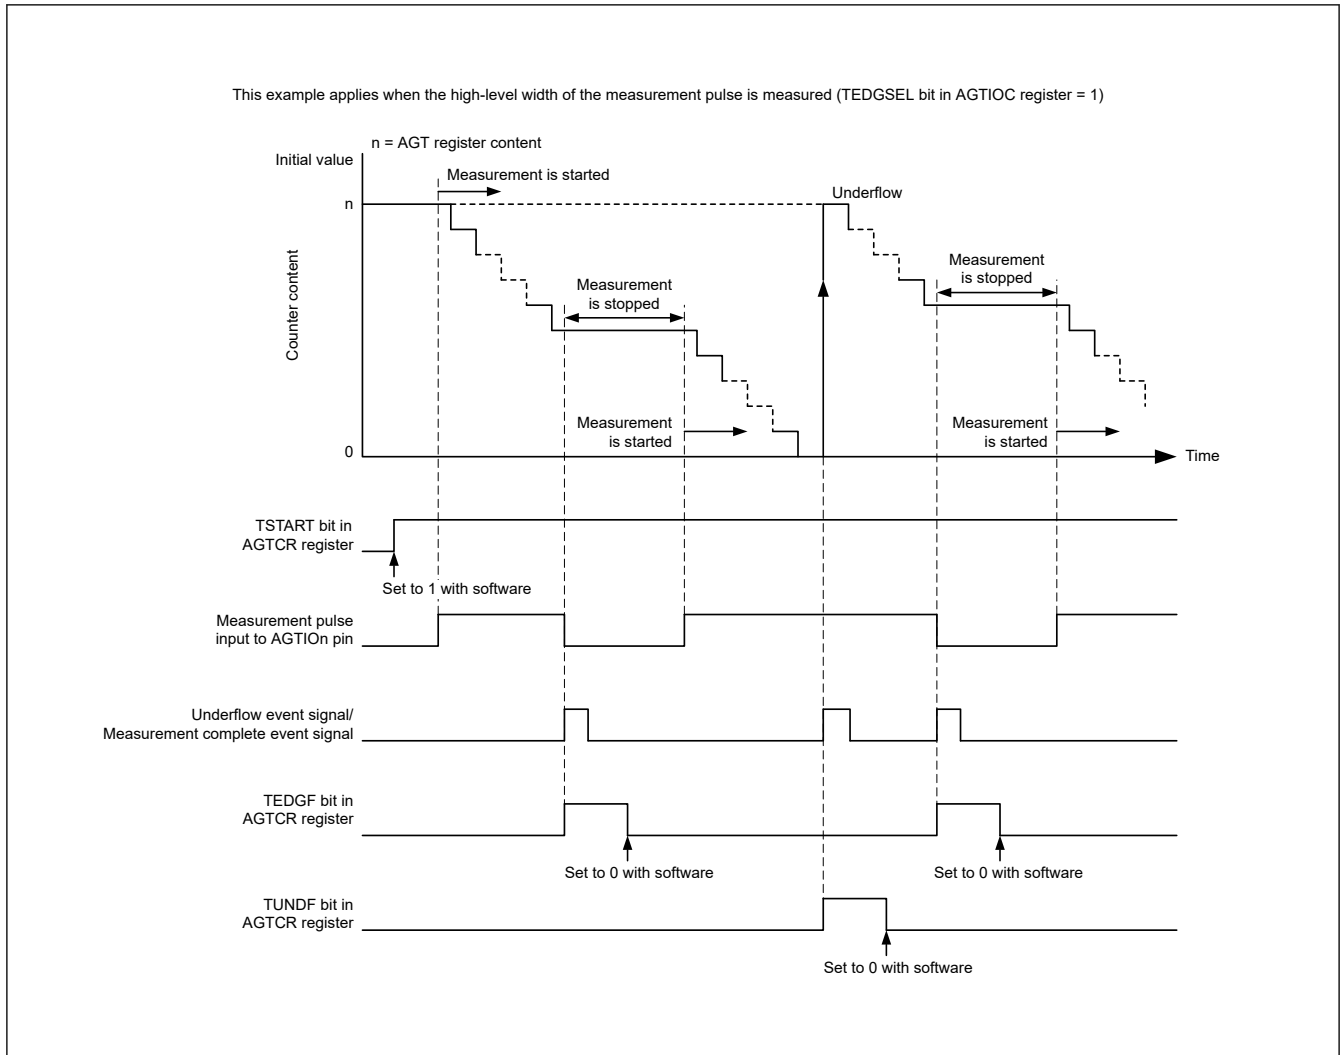 This example applies when the high-level width of the measurement pulse is measured (TEDGSEL bit in AGTIOC register = 1)
n = AGT register content
Initial value
Measurement is started
n
Underflow
Counter content
Measurement
is stopped
Measurement
is stopped
Measurement
is started
Measurement
is started
0
Time
TSTART bit in
AGTCR register
Set to 1 with software
Measurement pulse
input to AGTIOn pin
Underflow event signal/
Measurement complete event signal
TEDGF bit in
AGTCR register
Set to 0 with software
Set to 0 with software
TUNDF bit in
AGTCR register
Set to 0 with software